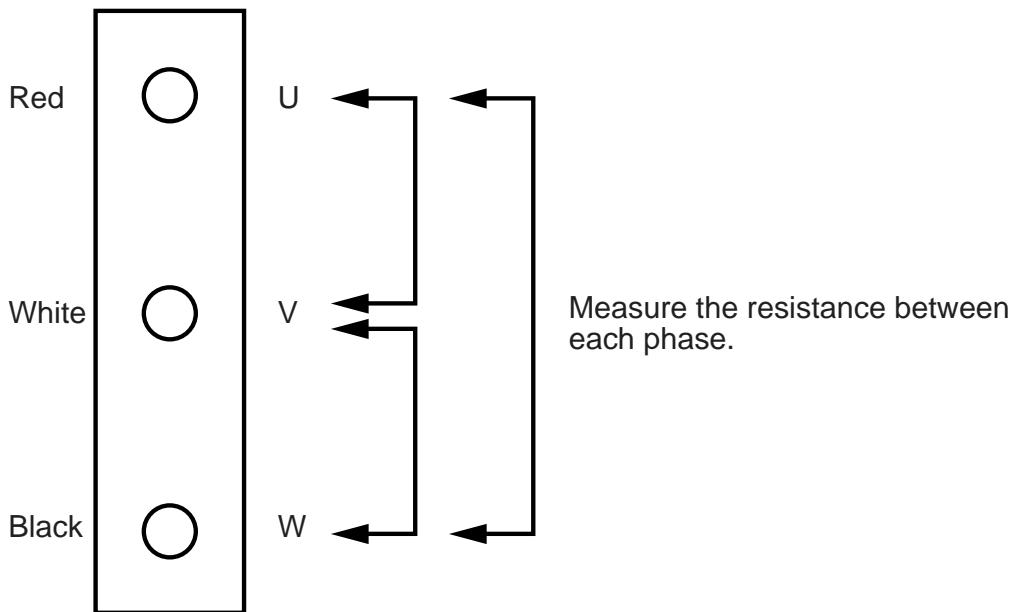 Red
U
White
V
Measure the resistance between
each phase.
Black
W